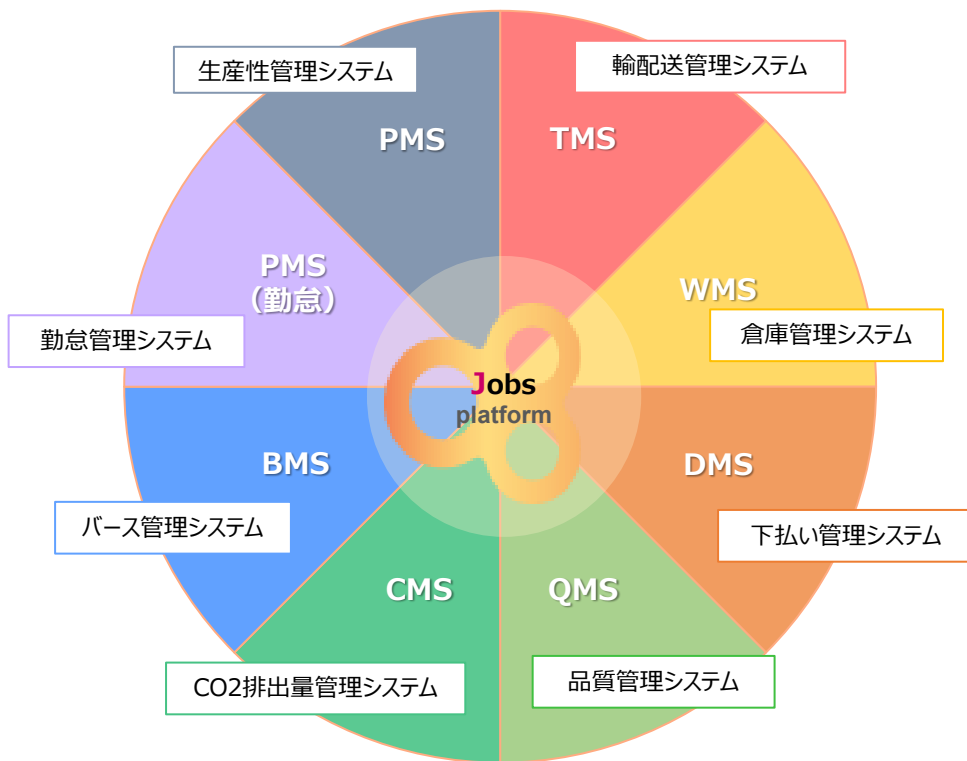 生産性管理システム
PMS
輸配送管理システム
TMS
WMS
倉庫管理システム
DMS
下払い管理システム
QMS
品質管理システム
CMS
CO2排出量管理システム
BMS
バース管理システム
PMS
（勤怠）
勤怠管理システム
Jobs
platform